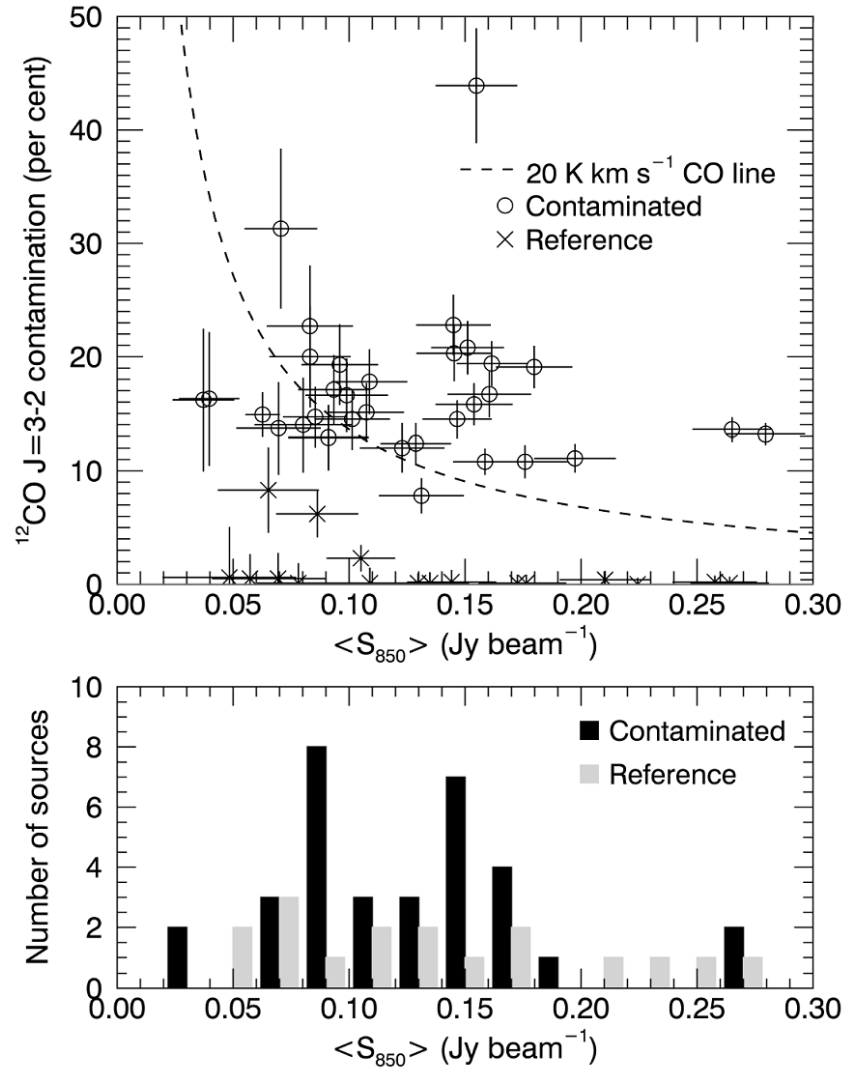 50
40
30
20
10
0
¹²CO J=3-2 contamination (per cent)
20 K km s⁻¹ CO line
Contaminated
Reference
0.00 0.05 0.10 0.15 0.20 0.25 0.30
<S₈₅₀> (Jy beam⁻¹)
10
8
6
4
2
0
Number of sources
Contaminated
Reference
0.00 0.05 0.10 0.15 0.20 0.25 0.30
<S₈₅₀> (Jy beam⁻¹)